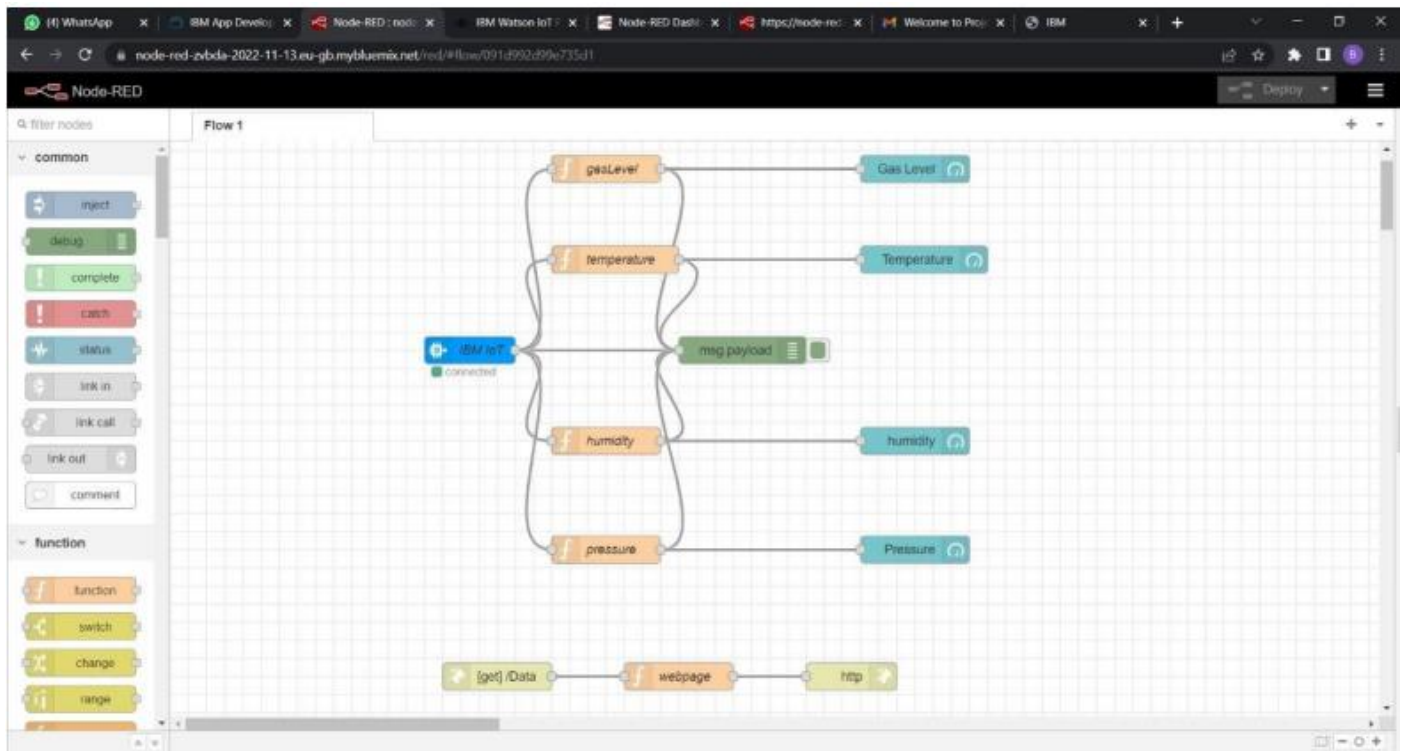 (4) WhatsApp
IBM App Develop
Node-RED : node
IBM Watson IoT
Node-RED Dash
https://node-red
Welcome to Proj
IBM
node-red-zvbda-2022-11-13.eu-gb.mybluemix.net/red/#flow/091d992d99e735d1
B
Node-RED
Deploy
filter nodes
Flow 1
common
inject
debug
complete
catch
status
link in
link call
link out
comment
function
function
switch
change
range
gasLevel
Gas Level
temperature
Temperature
IBM IoT
connected
msg.payload
humidity
humidity
pressure
Pressure
[get] /Data
webpage
http